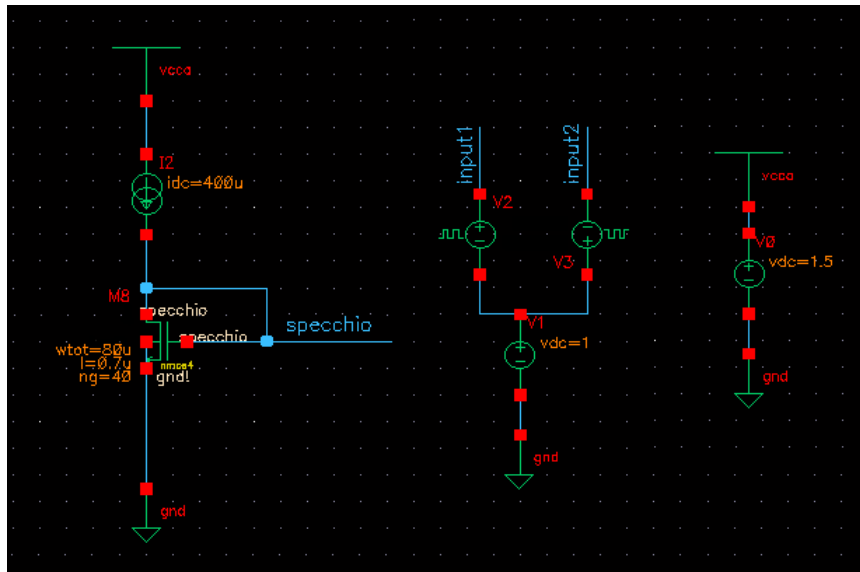 vcca
I2
idc=400u
M8
specchio
specchio
specchio
wtot=80u
l=0.7u
ng=40
nmos4
gnd!
gnd
input1
input2
V2
V3
V1
vdc=1
gnd
vcca
V0
vdc=1.5
gnd